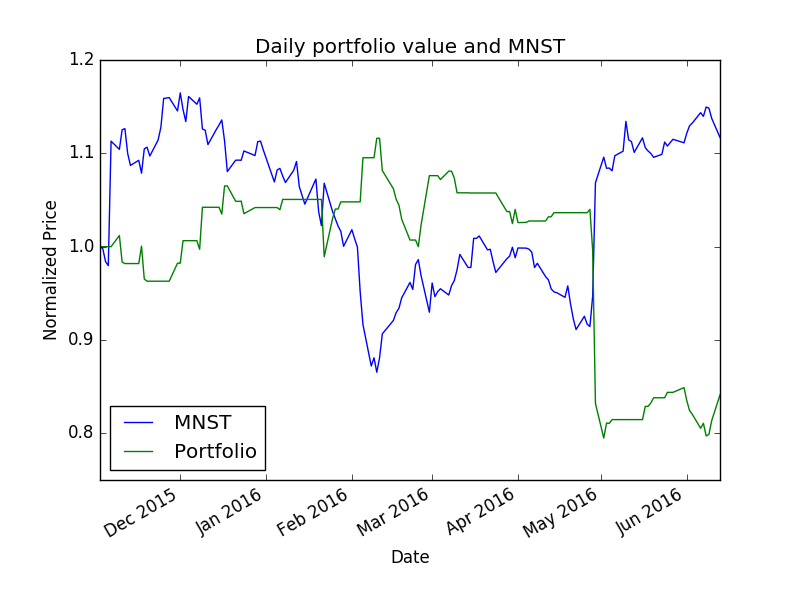 Daily portfolio value and MNST
1.2
1.1
1.0
0.9
0.8
Normalized Price
MNST
Portfolio
Dec 2015
Jan 2016
Feb 2016
Mar 2016
Apr 2016
May 2016
Jun 2016
Date